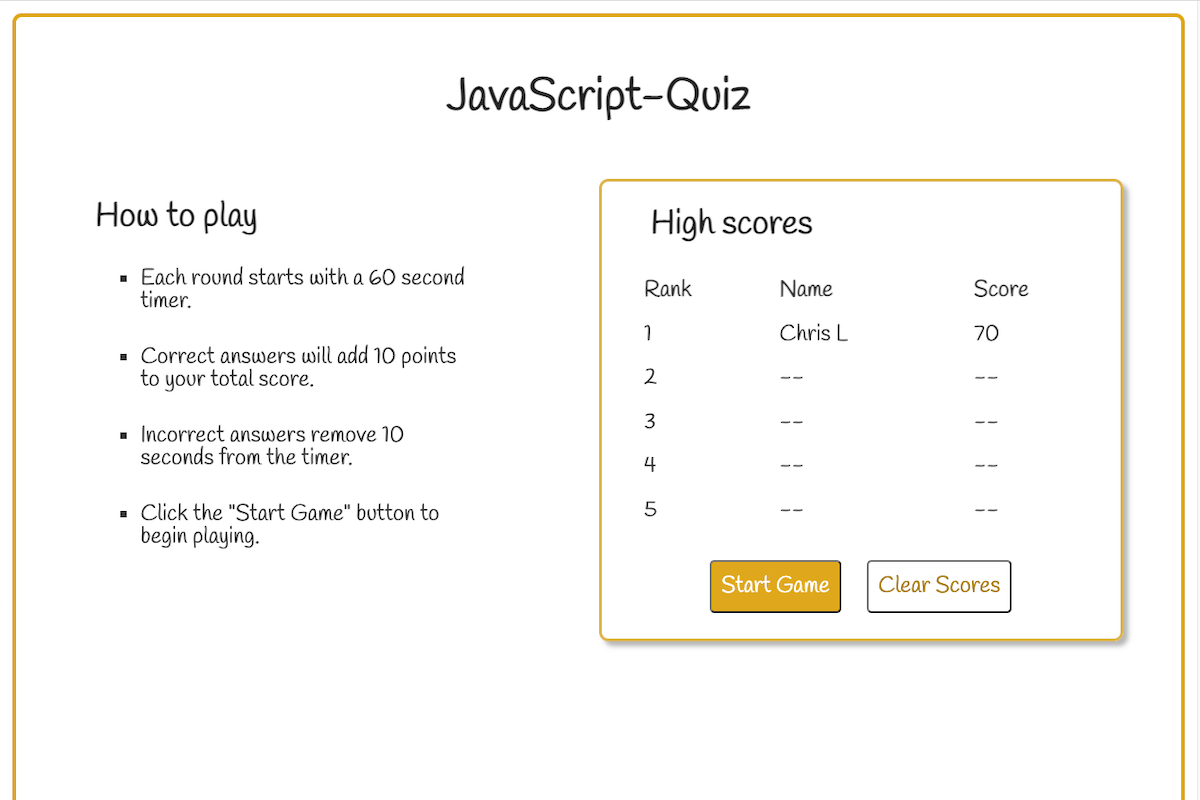 JavaScript-Quiz
How to play
Each round starts with a 60 second
timer.
Correct answers will add 10 points
to your total score.
Incorrect answers remove 10
seconds from the timer.
Click the "Start Game" button to
begin playing.
High scores
Rank Name Score
1 Chris L 70
2 -- --
3 -- --
4 -- --
5 -- --
Start Game Clear Scores